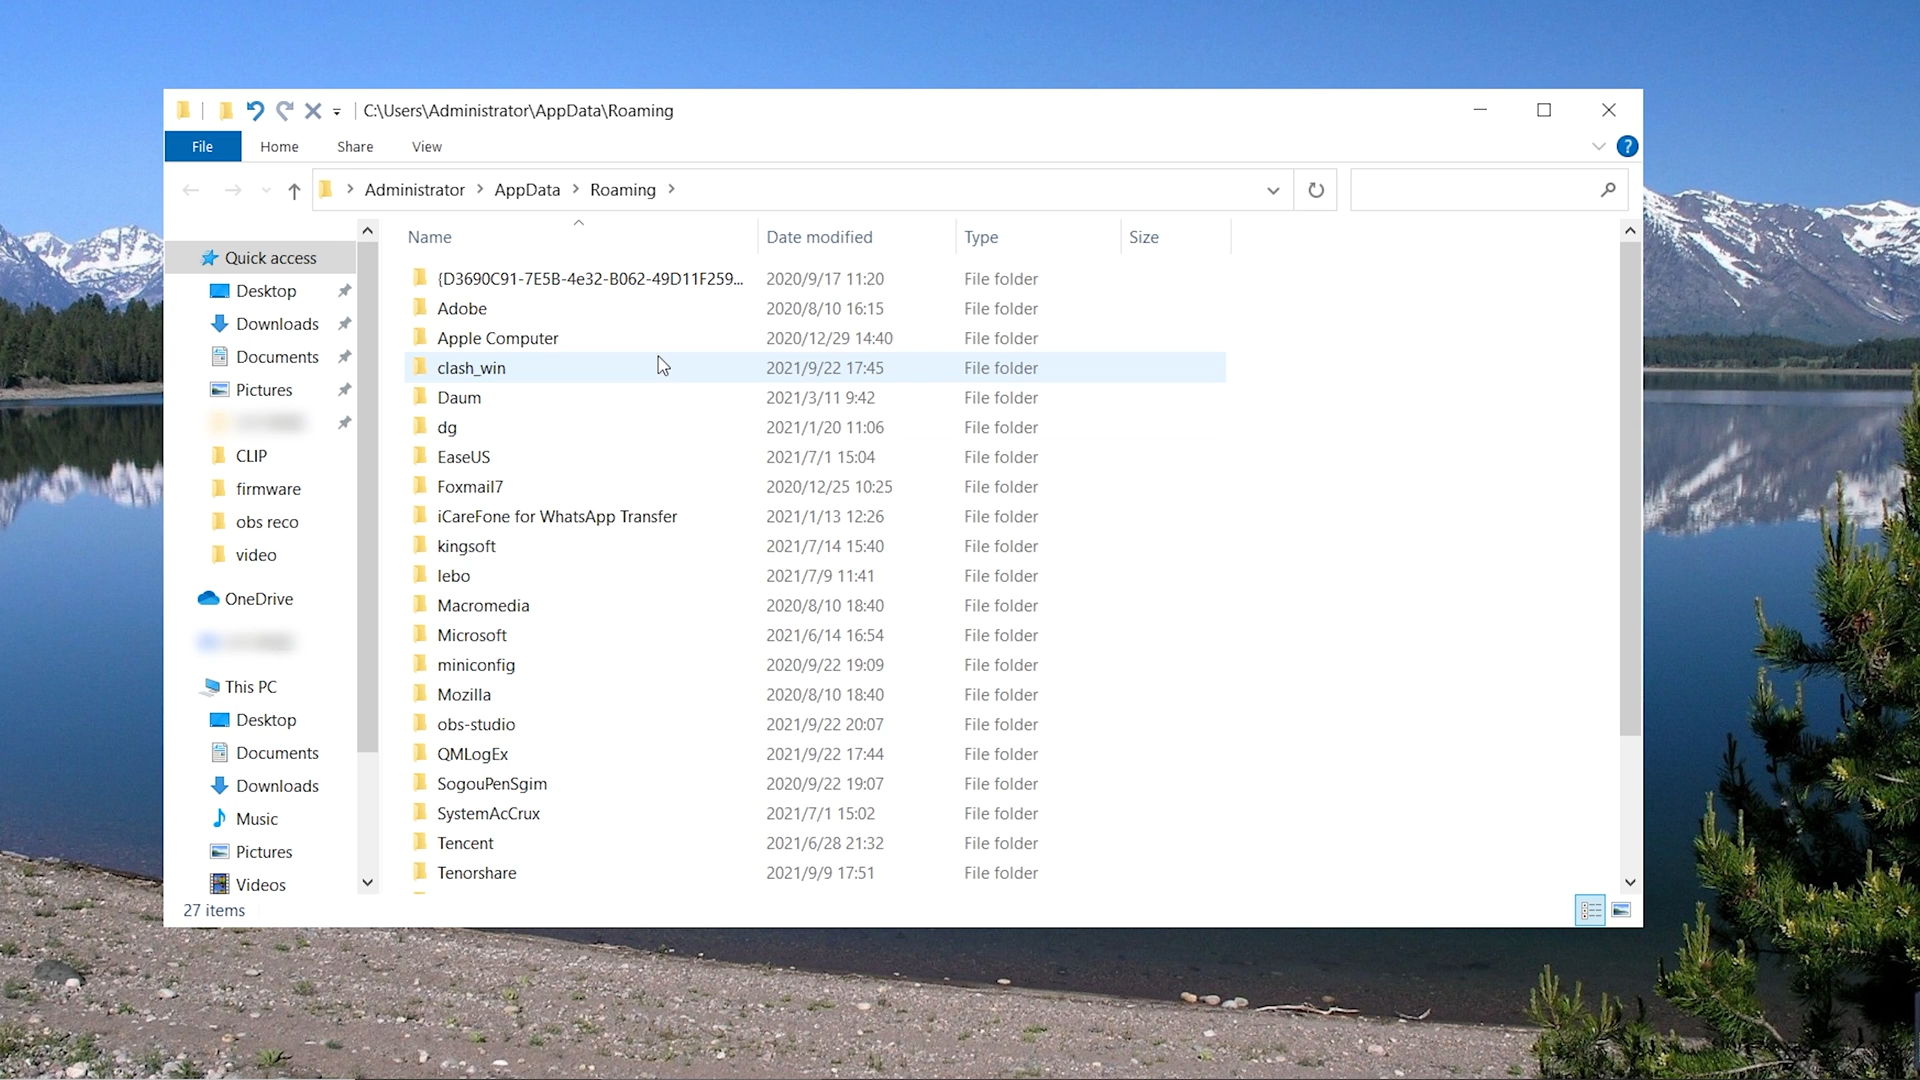 C:\Users\Administrator\AppData\Roaming
File Home Share View
Administrator AppData Roaming
Name Date modified Type Size
Quick access
Desktop
Downloads
Documents
Pictures
CLIP
firmware
obs reco
video
OneDrive
This PC
Desktop
Documents
Downloads
Music
Pictures
Videos
{D3690C91-7E5B-4e32-B062-49D11F259... 2020/9/17 11:20 File folder
Adobe 2020/8/10 16:15 File folder
Apple Computer 2020/12/29 14:40 File folder
clash_win 2021/9/22 17:45 File folder
Daum 2021/3/11 9:42 File folder
dg 2021/1/20 11:06 File folder
EaseUS 2021/7/1 15:04 File folder
Foxmail7 2020/12/25 10:25 File folder
iCareFone for WhatsApp Transfer 2021/1/13 12:26 File folder
kingsoft 2021/7/14 15:40 File folder
lebo 2021/7/9 11:41 File folder
Macromedia 2020/8/10 18:40 File folder
Microsoft 2021/6/14 16:54 File folder
miniconfig 2020/9/22 19:09 File folder
Mozilla 2020/8/10 18:40 File folder
obs-studio 2021/9/22 20:07 File folder
QMLogEx 2021/9/22 17:44 File folder
SogouPenSgim 2020/9/22 19:07 File folder
SystemAcCrux 2021/7/1 15:02 File folder
Tencent 2021/6/28 21:32 File folder
Tenorshare 2021/9/9 17:51 File folder
27 items